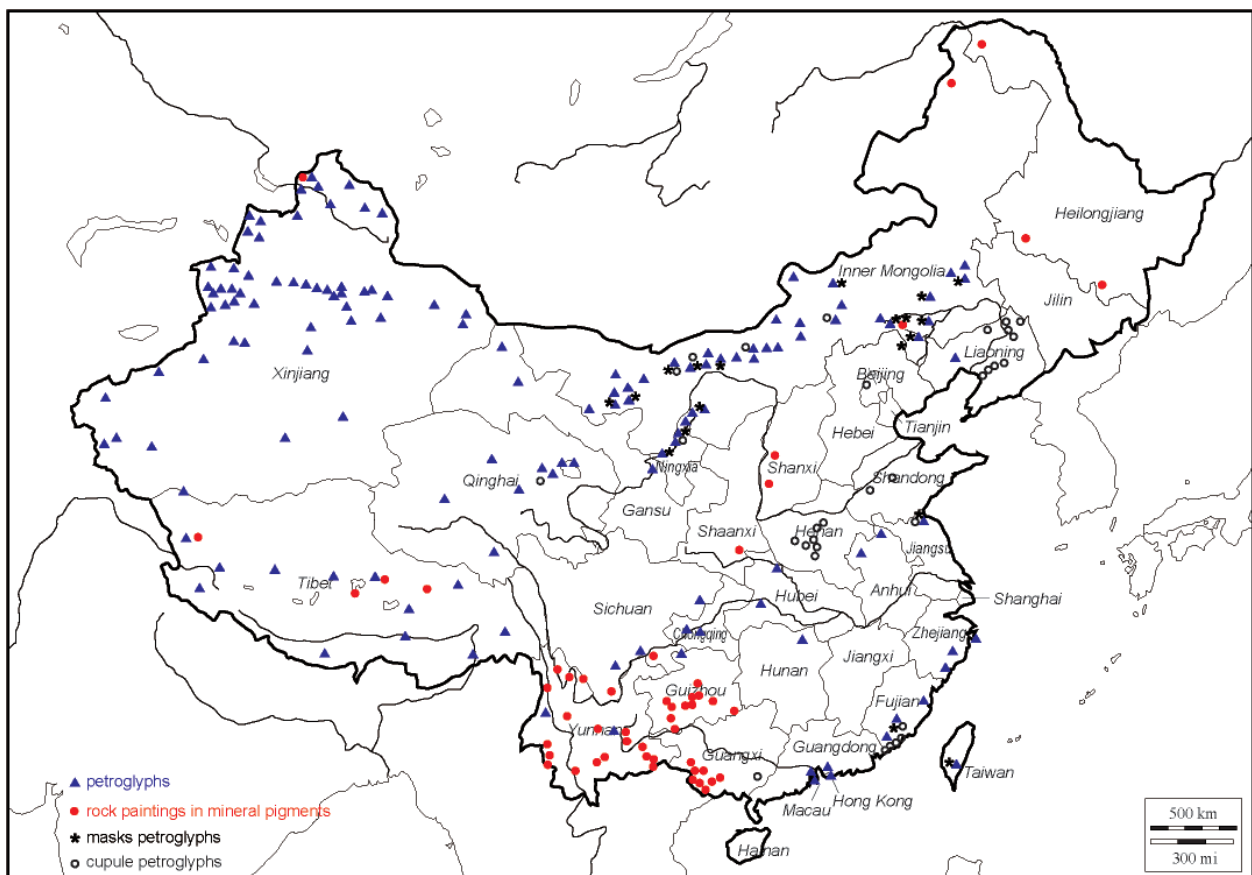 Heilongjiang
Inner Mongolia
Jilin
Liaoning
Xinjiang
Beijing
Tianjin
Hebei
Ningxia
Shanxi
Qinghai
Shandong
Gansu
Shaanxi
Henan
Jiangsu
Tibet
Sichuan
Hubei
Anhui
Shanghai
Chongqing
Zhejiang
Hunan
Jiangxi
Guizhou
Fujian
Yunnan
Guangxi
Guangdong
Taiwan
Hong Kong
Macau
Hainan
petroglyphs
rock paintings in mineral pigments
masks petroglyphs
cupule petroglyphs
500 km
300 mi